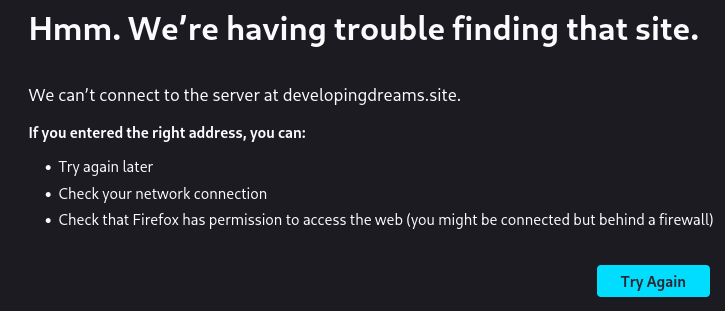 Hmm. We’re having trouble finding that site.
We can’t connect to the server at developingdreams.site.
If you entered the right address, you can:
• Try again later
• Check your network connection
• Check that Firefox has permission to access the web (you might be connected but behind a firewall)
Try Again